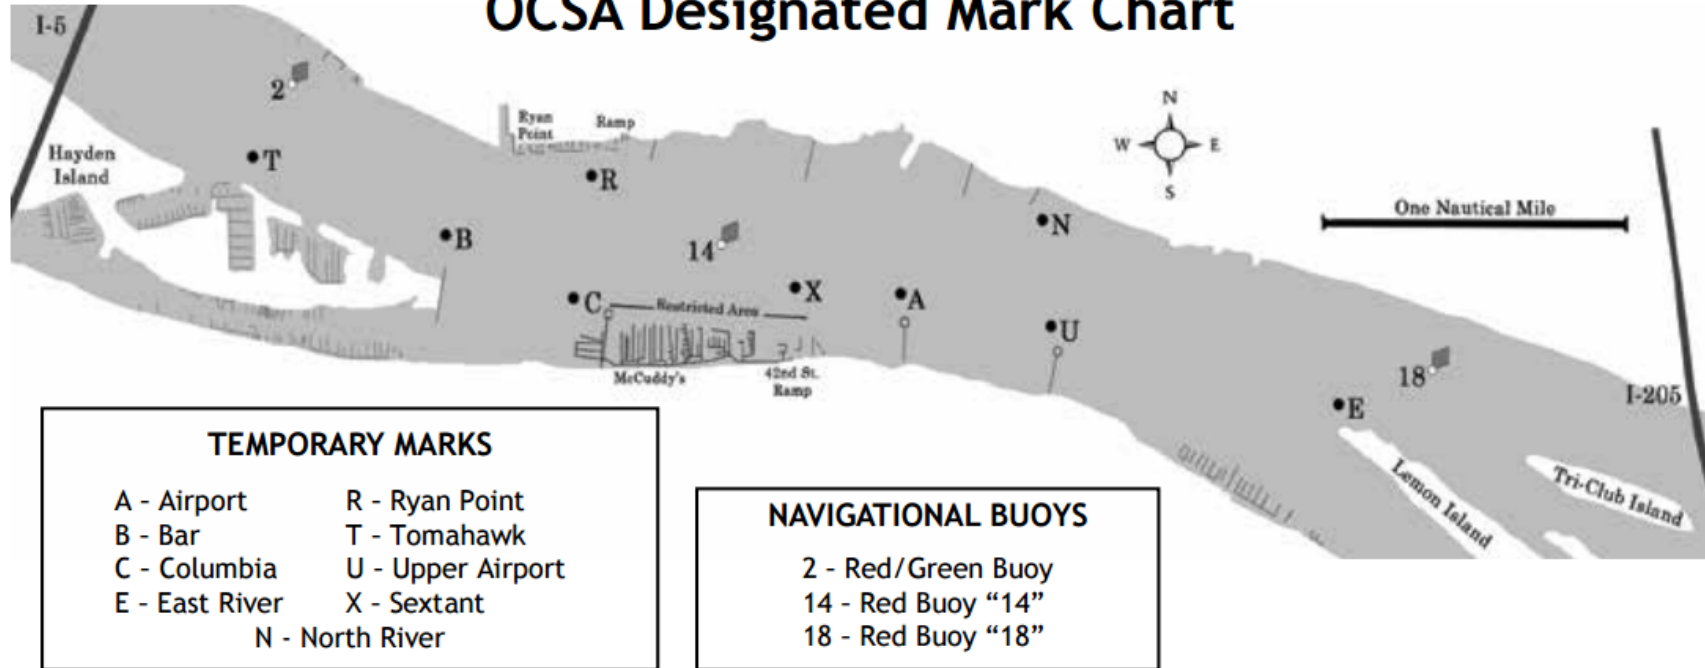 OCSA Designated Mark Chart
I-5
2
Ryan
Point
Ramp
N
W
E
S
Hayden
Island
T
R
One Nautical Mile
B
14
N
C
Restricted Area
X
A
U
McCuddy's
42nd St.
Ramp
18
I-205
E
Lemon Island
Tri-Club Island
TEMPORARY MARKS
A - Airport
B - Bar
C - Columbia
E - East River
R - Ryan Point
T - Tomahawk
U - Upper Airport
X - Sextant
N - North River
NAVIGATIONAL BUOYS
2 - Red/Green Buoy
14 - Red Buoy “14”
18 - Red Buoy “18”